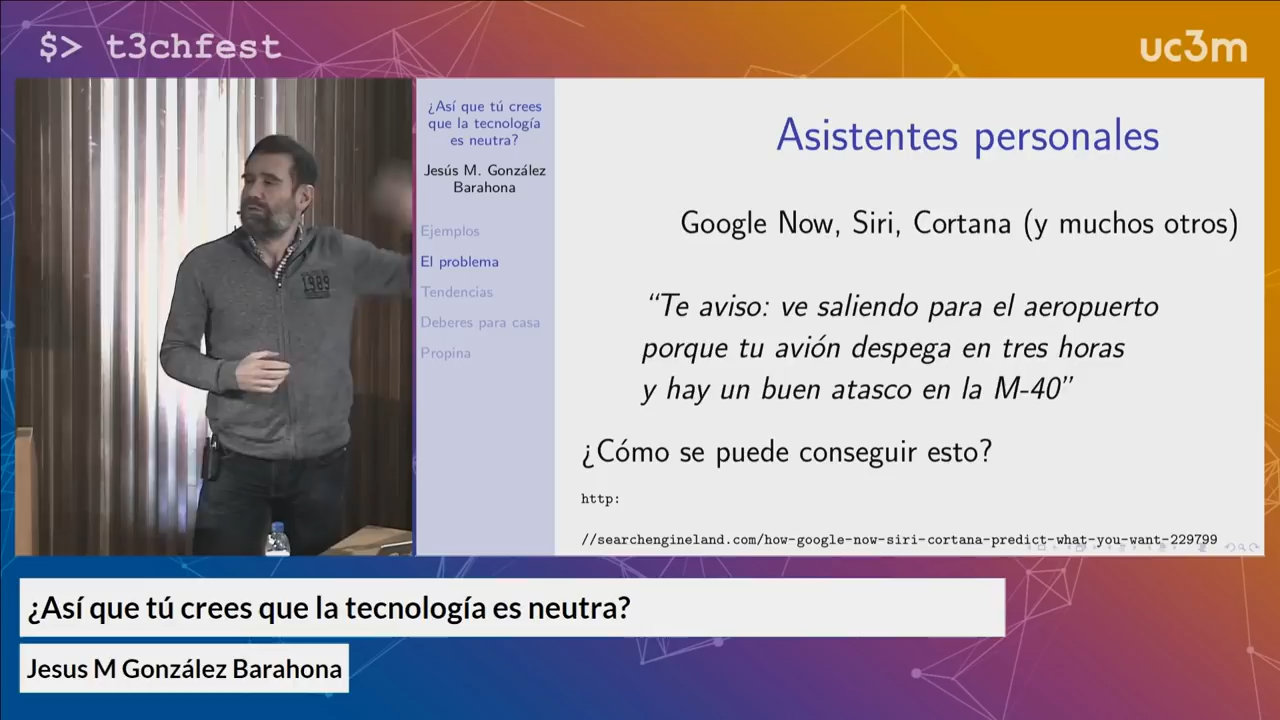 $> t3chfest
uc3m
¿Así que tú crees
que la tecnología
es neutra?
Jesús M. González
Barahona
Ejemplos
El problema
Tendencias
Deberes para casa
Propina
Asistentes personales
Google Now, Siri, Cortana (y muchos otros)
“Te aviso: ve saliendo para el aeropuerto
porque tu avión despega en tres horas
y hay un buen atasco en la M-40”
¿Cómo se puede conseguir esto?
http:
//searchengineland.com/how-google-now-siri-cortana-predict-what-you-want-229799
1989
¿Así que tú crees que la tecnología es neutra?
Jesus M González Barahona